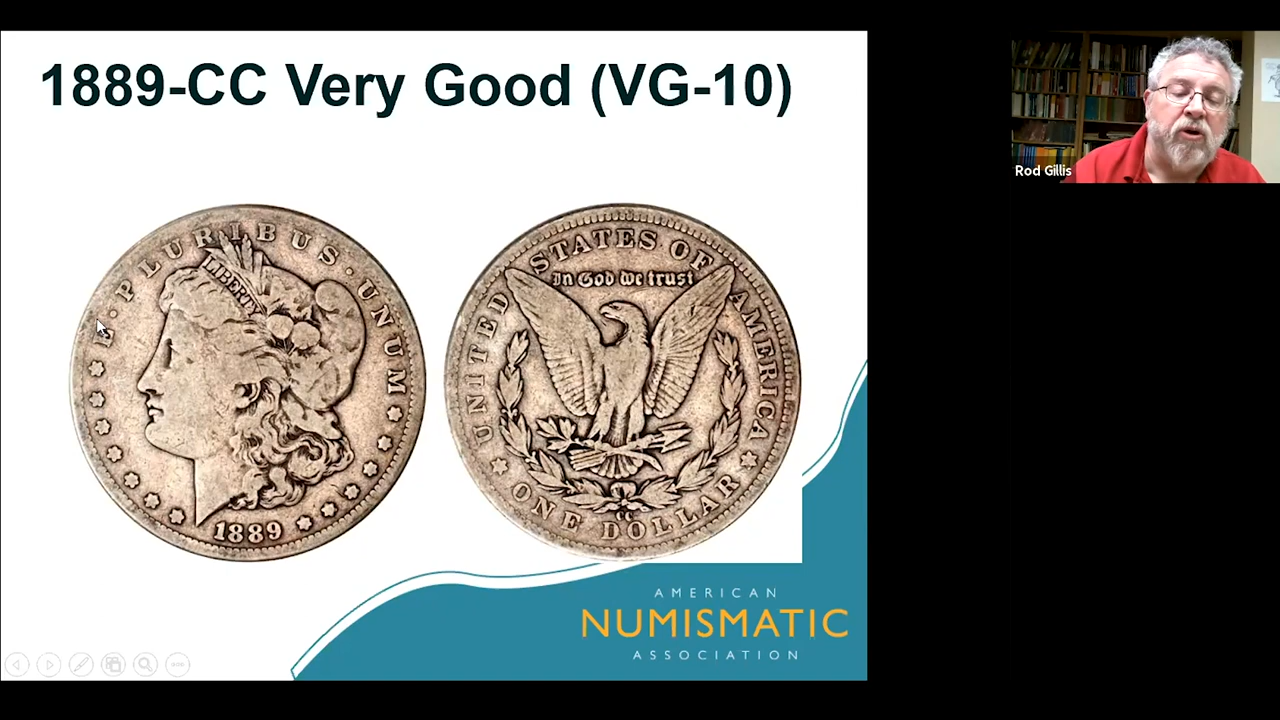 1889-CC Very Good (VG-10)
E·PLURIBUS·UNUM
LIBERTY
1889
UNITED STATES OF AMERICA
In God we trust
CC
ONE DOLLAR
AMERICAN
NUMISMATIC
ASSOCIATION
Rod Gillis